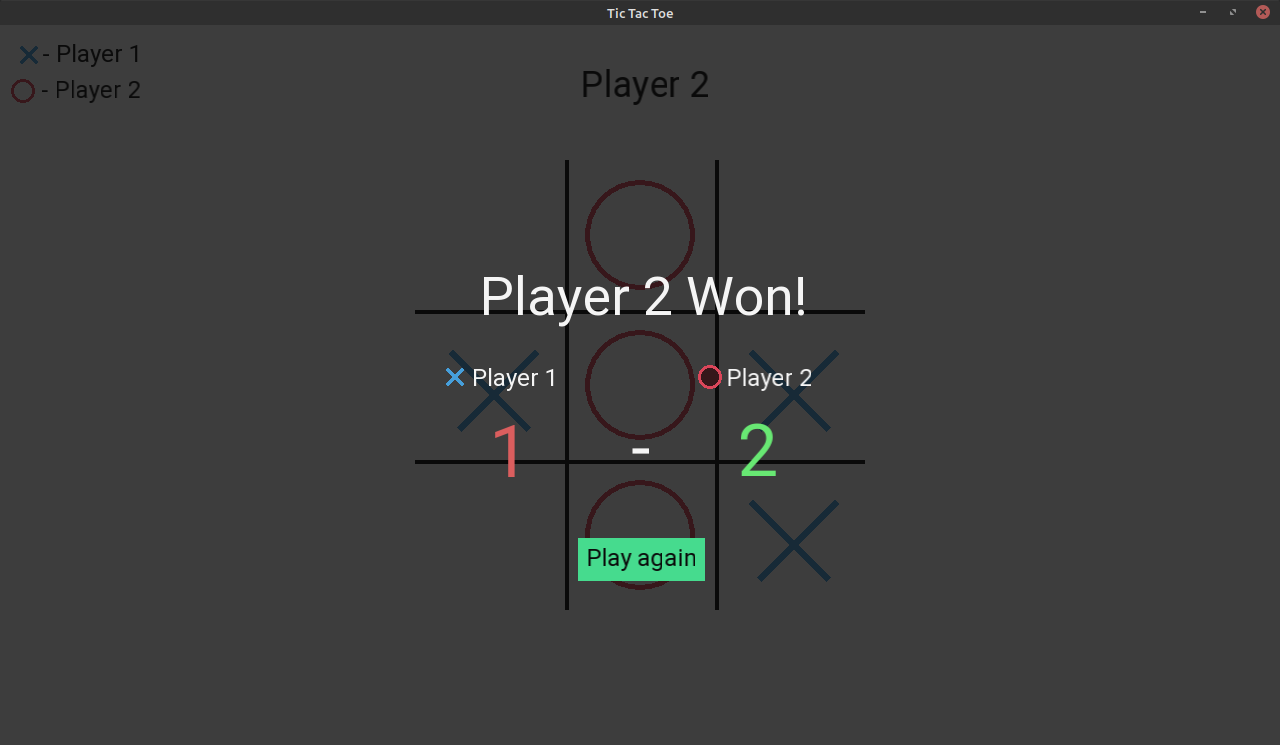 Tic Tac Toe
- Player 1
- Player 2
Player 2
Player 2 Won!
Player 1
Player 2
1 - 2
Play again